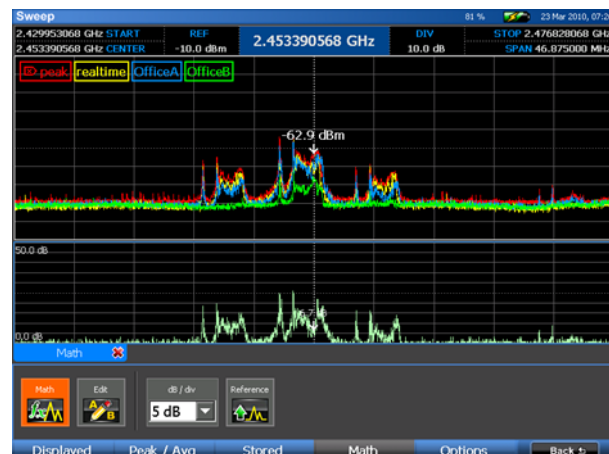 Sweep 81 % 23 Mar 2010, 07:2
2.429953068 GHz START REF 2.453390568 GHz DIV STOP 2.476828068 GHz
2.453390568 GHz CENTER -10.0 dBm 10.0 dB SPAN 46.875000 MHz
peak realtime OfficeA OfficeB
-62.9 dBm
50.0 dB
0.0 dB
Math
Math Edit dB / div Reference
5 dB
Displayed Peak / Avg Stored Math Options Back